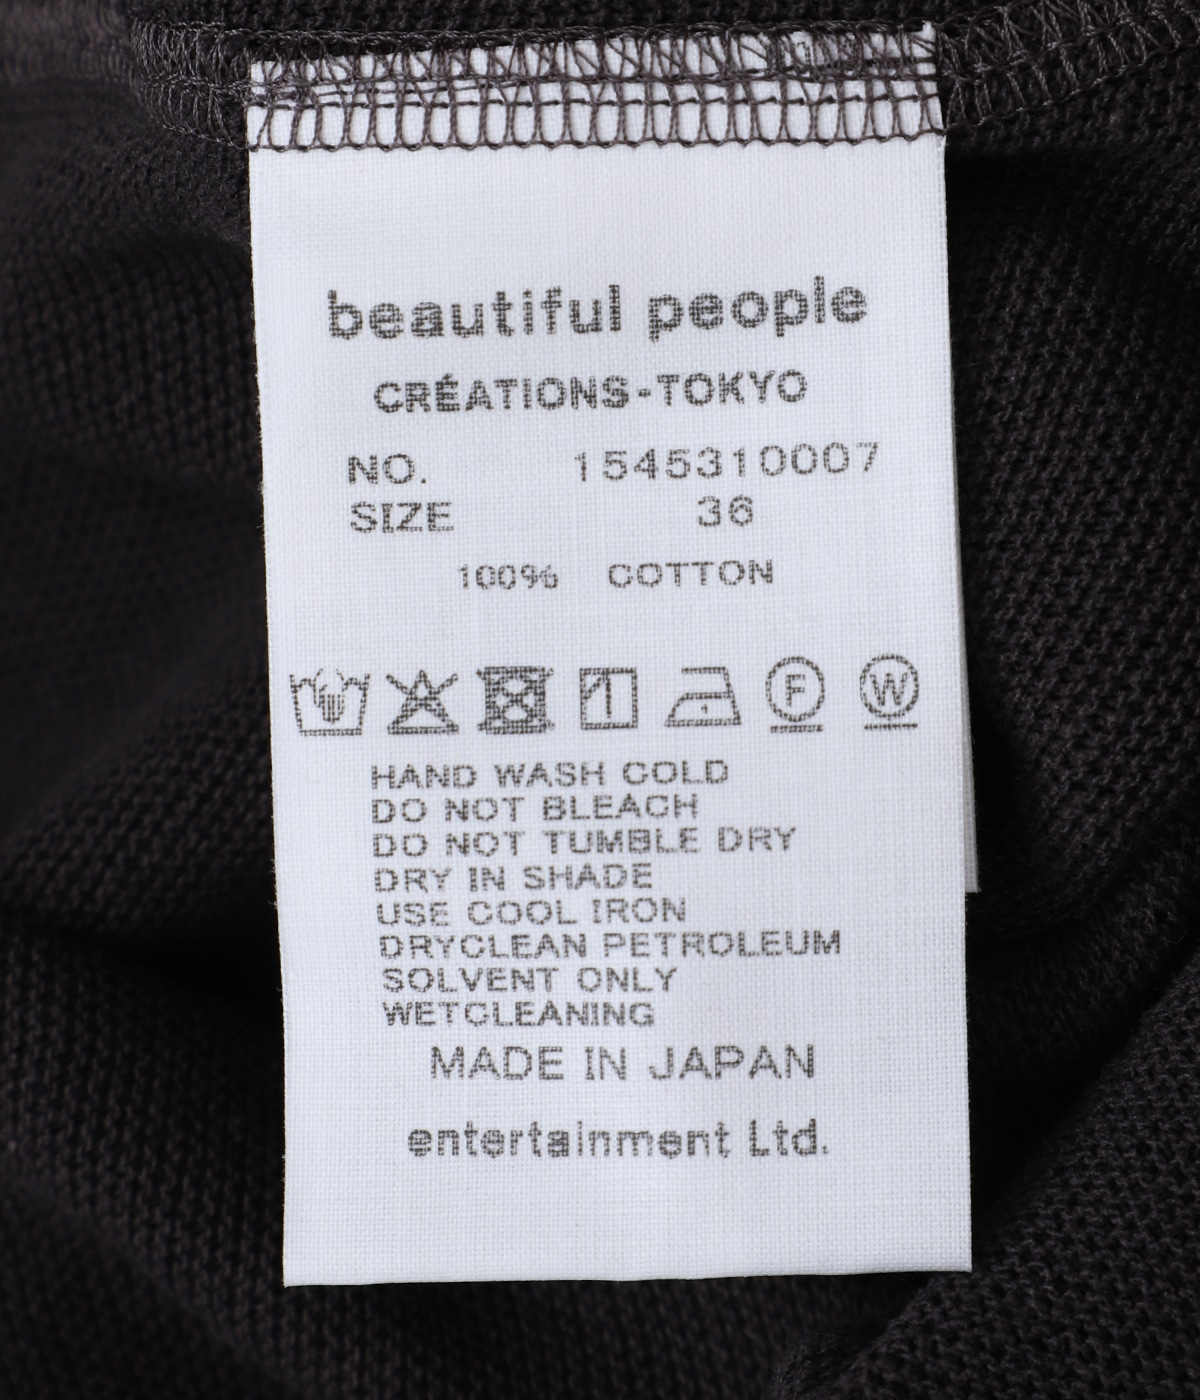 beautiful people
CRÉATIONS-TOKYO
NO. 1545310007
SIZE 36
100% COTTON
F W
HAND WASH COLD
DO NOT BLEACH
DO NOT TUMBLE DRY
DRY IN SHADE
USE COOL IRON
DRYCLEAN PETROLEUM
SOLVENT ONLY
WETCLEANING
MADE IN JAPAN
entertainment Ltd.